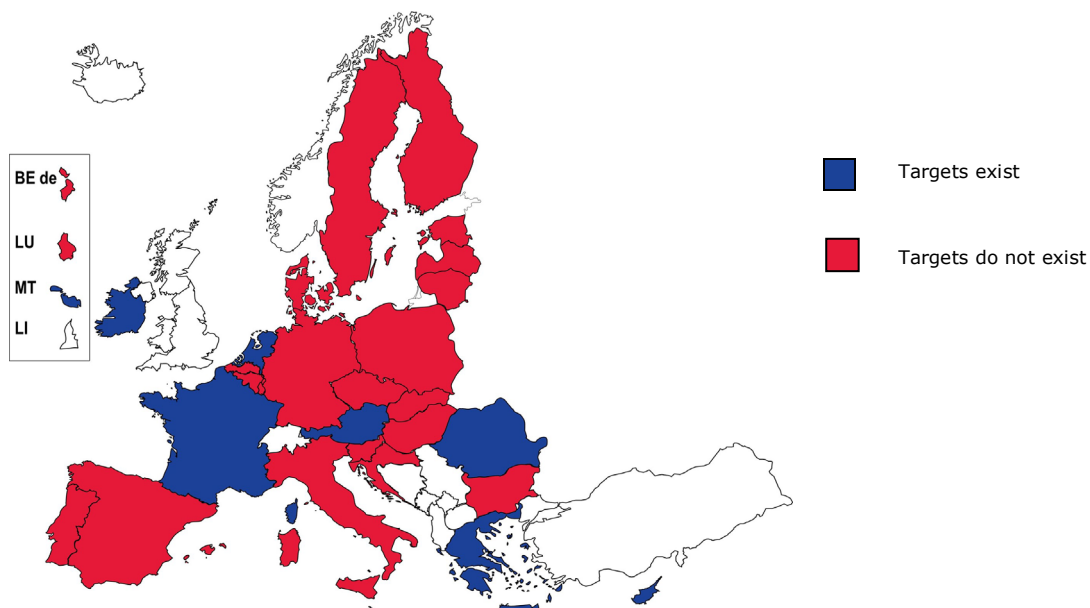 BE de
LU
MT
LI
Targets exist
Targets do not exist